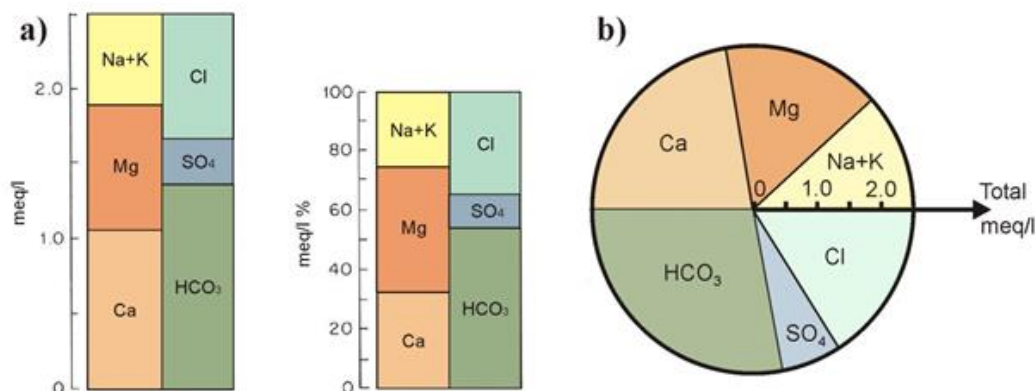 a)
meq/l
2.0
1.0
0
Na+K
Mg
Ca
Cl
SO₄
HCO₃
meq/l %
100
80
60
40
20
0
Na+K
Mg
Ca
Cl
SO₄
HCO₃
b)
Ca
Mg
Na+K
0 1.0 2.0
Total
meq/l
HCO₃
SO₄
Cl